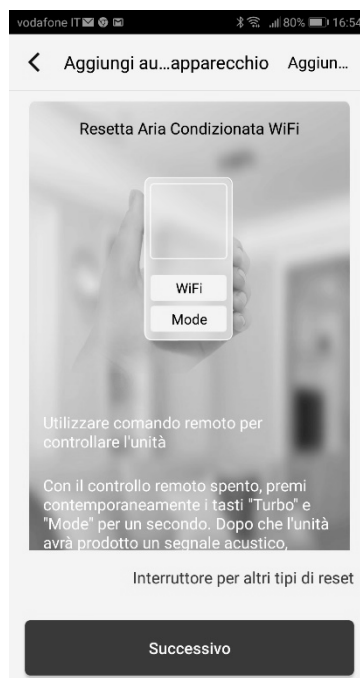 vodafone IT 80% 16:54
Aggiungi au...apparecchio Aggiun...
Resetta Aria Condizionata WiFi
WiFi
Mode
Utilizzare comando remoto per
controllare l'unità
Con il controllo remoto spento, premi
contemporaneamente i tasti "Turbo" e
"Mode" per un secondo. Dopo che l'unità
avrà prodotto un segnale acustico,
Interruttore per altri tipi di reset
Successivo